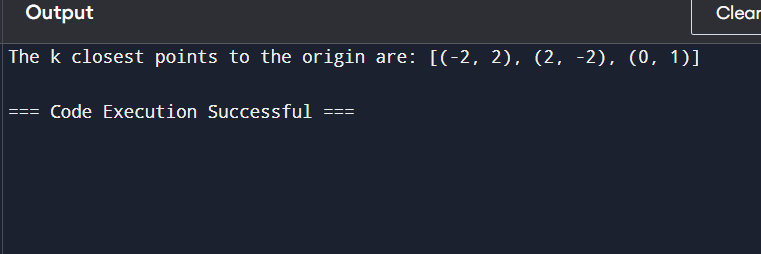 Output
Clear
The k closest points to the origin are: [(-2, 2), (2, -2), (0, 1)]
=== Code Execution Successful ===